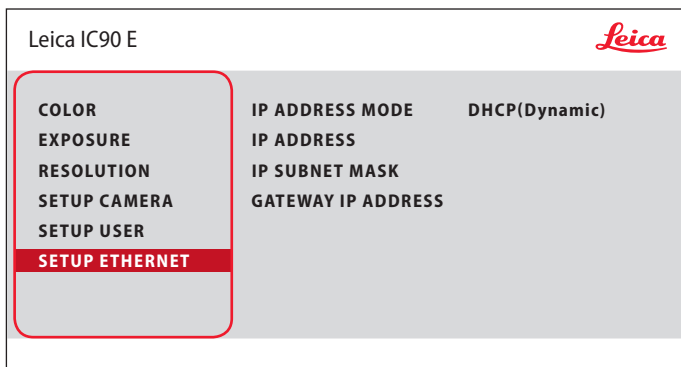 Leica IC90 E
Leica
COLOR
EXPOSURE
RESOLUTION
SETUP CAMERA
SETUP USER
SETUP ETHERNET
IP ADDRESS MODE DHCP(Dynamic)
IP ADDRESS
IP SUBNET MASK
GATEWAY IP ADDRESS